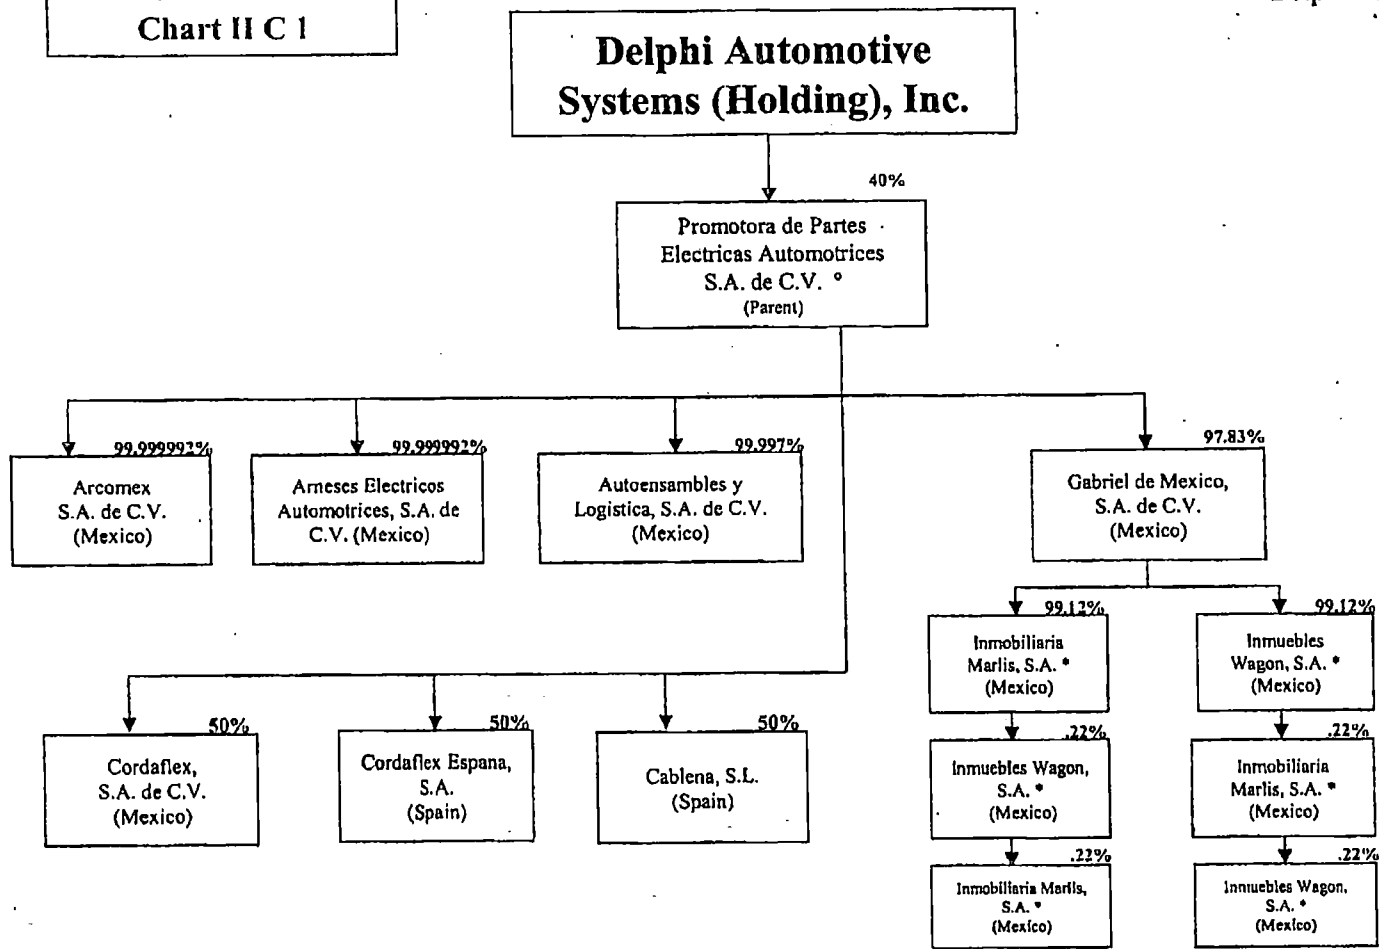 Chart II C 1
Delphi Automotive
Systems (Holding), Inc.
40%
Promotora de Partes
Electricas Automotrices
S.A. de C.V. °
(Parent)
99.999992%
Arcomex
S.A. de C.V.
(Mexico)
99.999992%
Arneses Electricos
Automotrices, S.A. de
C.V. (Mexico)
99.997%
Autoensambles y
Logistica, S.A. de C.V.
(Mexico)
97.83%
Gabriel de Mexico,
S.A. de C.V.
(Mexico)
99.12%
Inmobiliaria
Marlis, S.A. *
(Mexico)
99.12%
Inmuebles
Wagon, S.A. *
(Mexico)
50%
Cordaflex,
S.A. de C.V.
(Mexico)
50%
Cordaflex Espana,
S.A.
(Spain)
50%
Cablena, S.L.
(Spain)
.22%
Inmuebles Wagon,
S.A. *
(Mexico)
.22%
Inmobiliaria
Marlis, S.A. *
(Mexico)
.22%
Inmobiliaria Marlis,
S.A. *
(Mexico)
.22%
Inmuebles Wagon,
S.A. *
(Mexico)